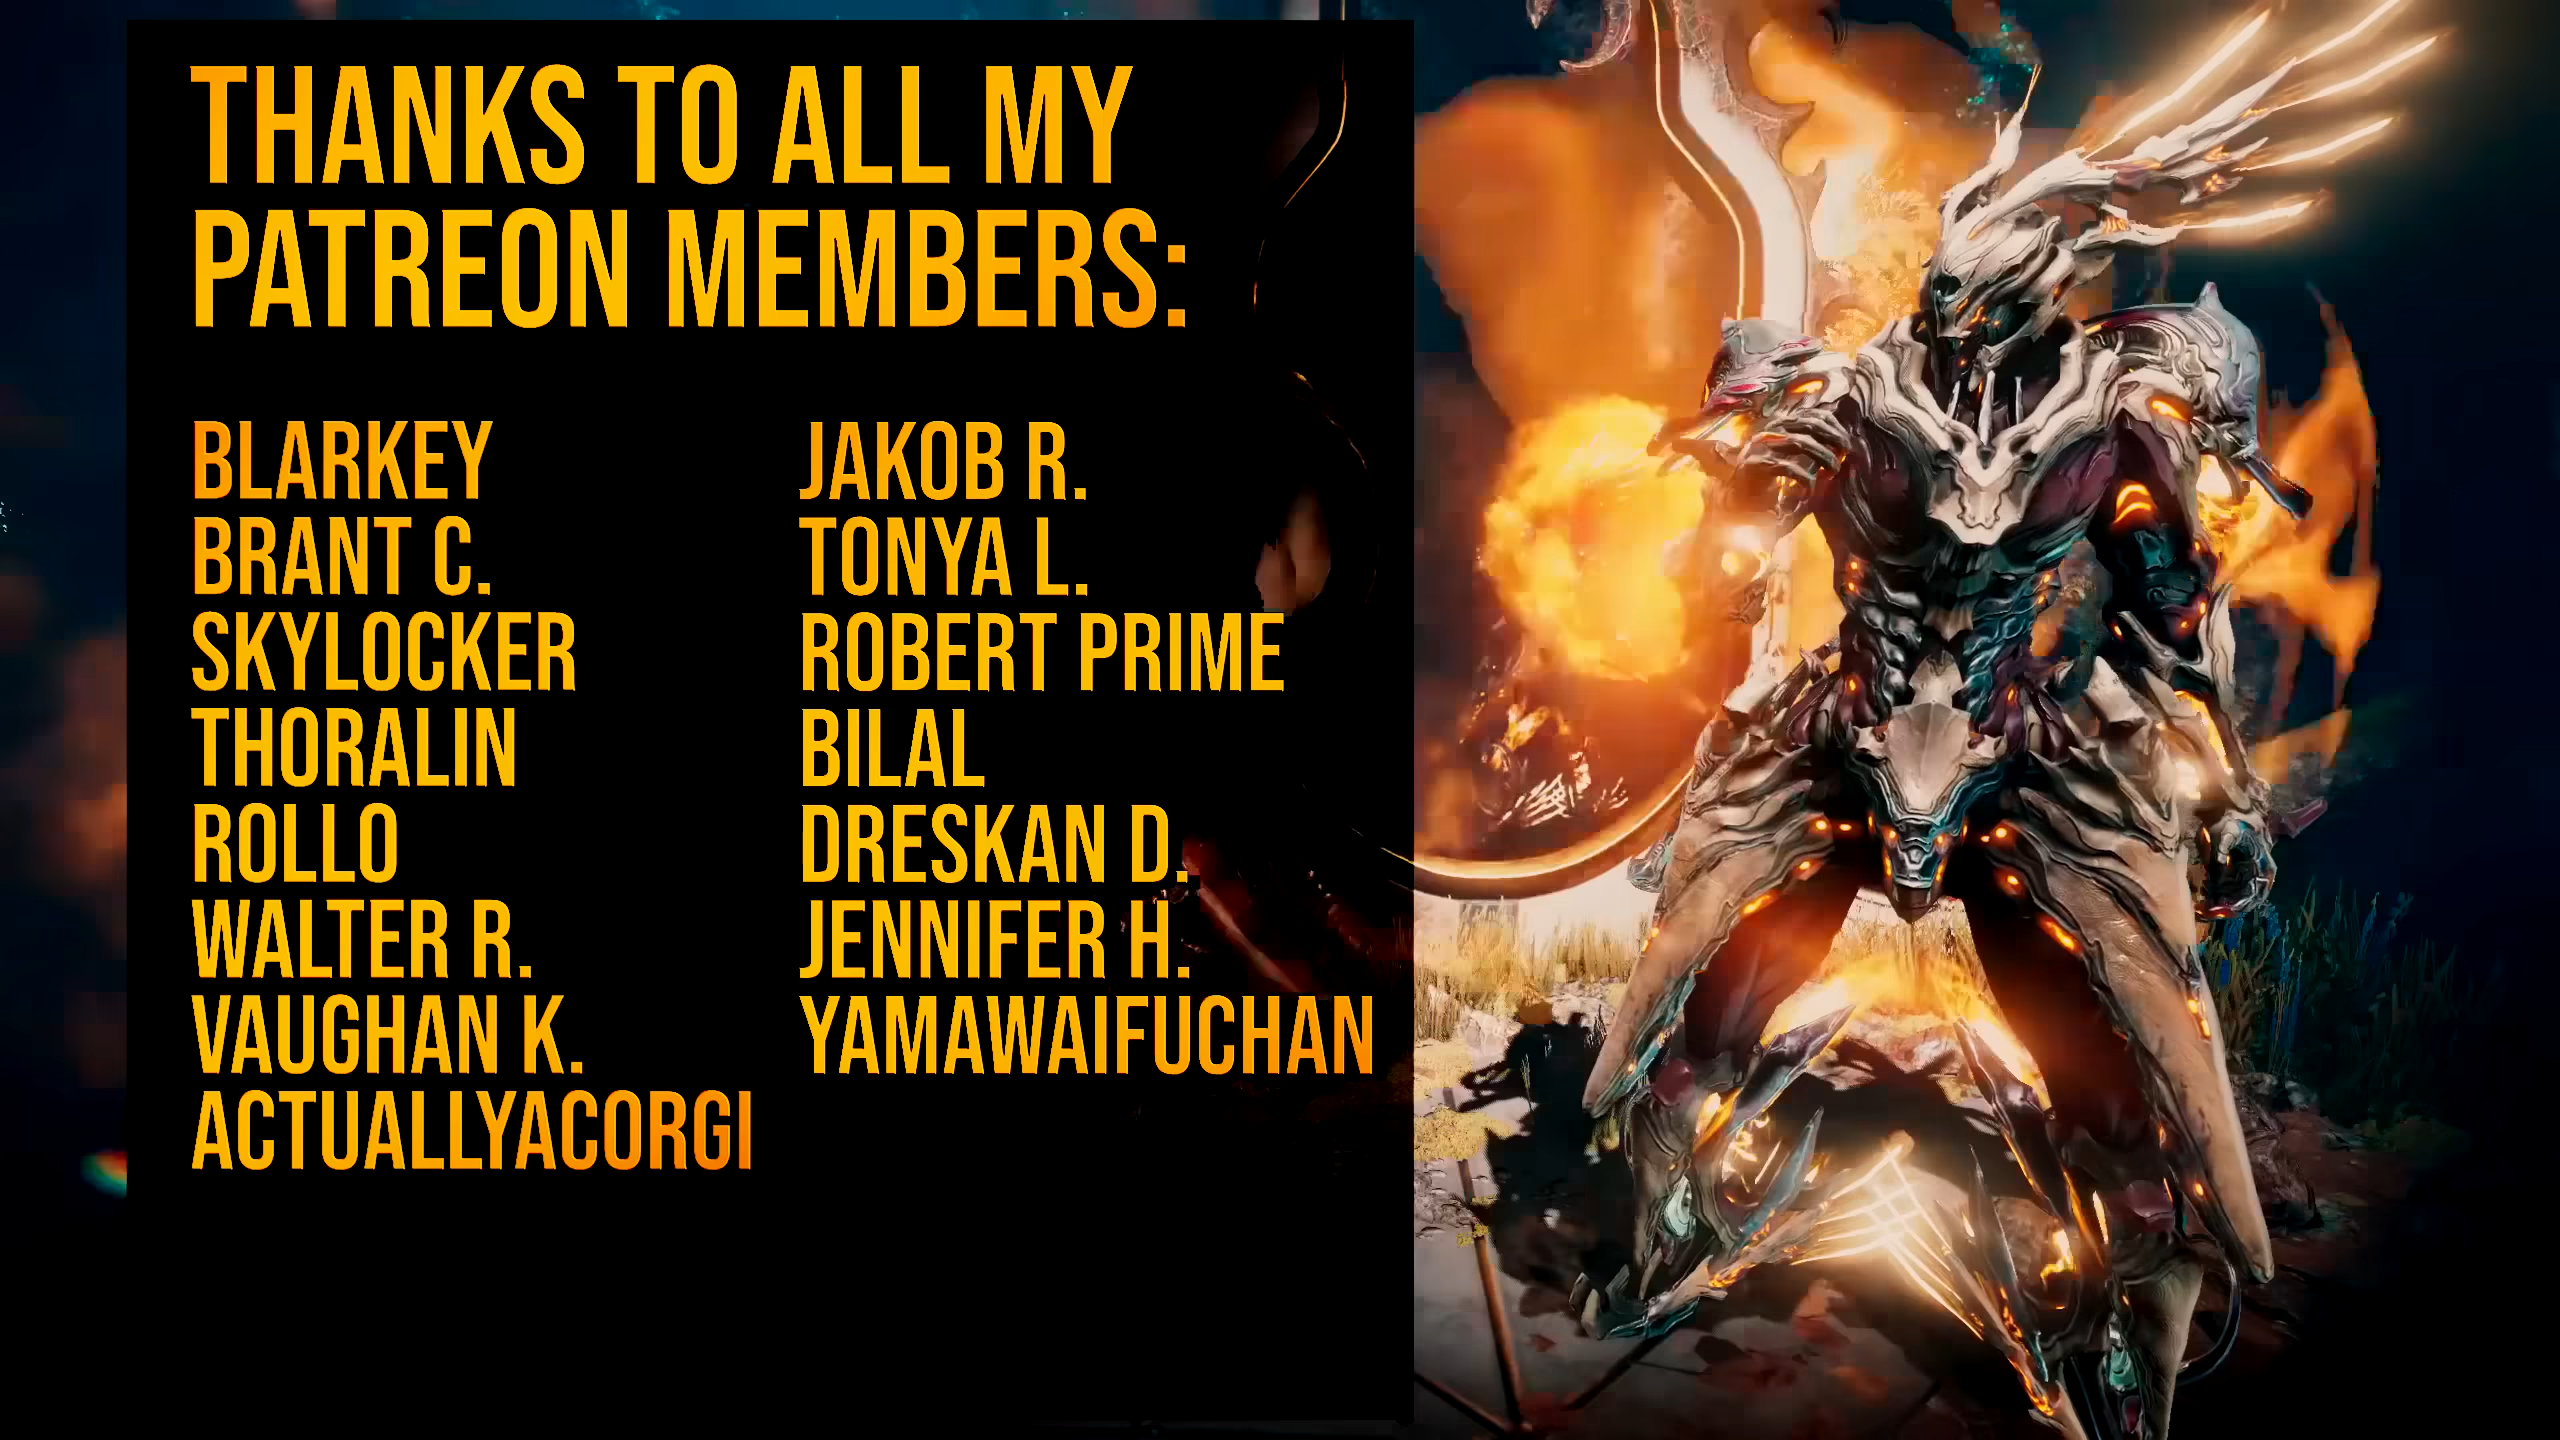 THANKS TO ALL MY
PATREON MEMBERS:
BLARKEY
BRANT C.
SKYLOCKER
THORALIN
ROLLO
WALTER R.
VAUGHAN K.
ACTUALLYACORGI
JAKOB R.
TONYA L.
ROBERT PRIME
BILAL
DRESKAN D.
JENNIFER H.
YAMAWAIFUCHAN